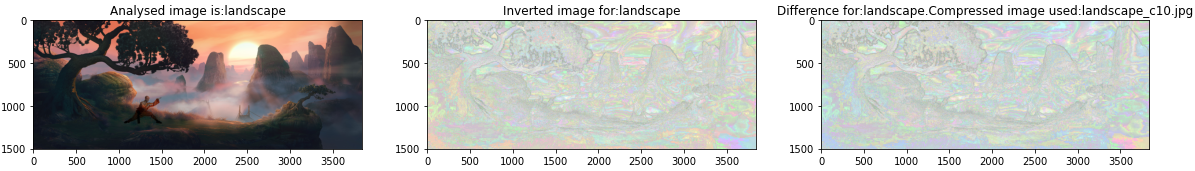 Analysed image is:landscape
0
500
1000
1500
0 500 1000 1500 2000 2500 3000 3500
Inverted image for:landscape
0
500
1000
1500
0 500 1000 1500 2000 2500 3000 3500
Difference for:landscape.Compressed image used:landscape_c10.jpg
0
500
1000
1500
0 500 1000 1500 2000 2500 3000 3500